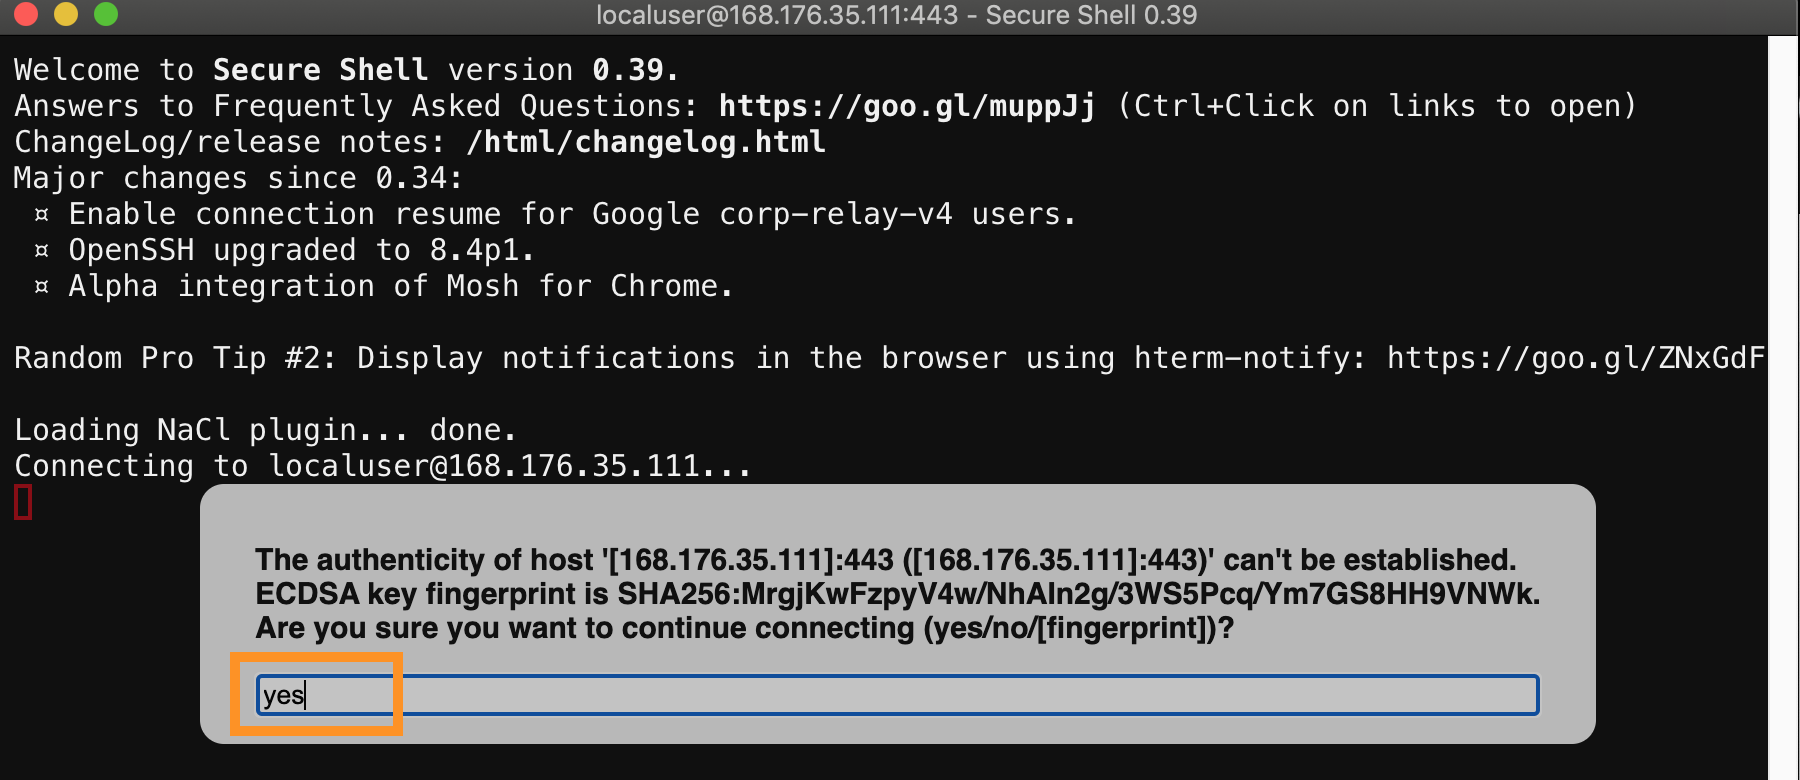 localuser@168.176.35.111:443 - Secure Shell 0.39
Welcome to Secure Shell version 0.39.
Answers to Frequently Asked Questions: https://goo.gl/muppJj (Ctrl+Click on links to open)
ChangeLog/release notes: /html/changelog.html
Major changes since 0.34:
¤ Enable connection resume for Google corp-relay-v4 users.
¤ OpenSSH upgraded to 8.4p1.
¤ Alpha integration of Mosh for Chrome.
Random Pro Tip #2: Display notifications in the browser using hterm-notify: https://goo.gl/ZNxGdF
Loading NaCl plugin... done.
Connecting to localuser@168.176.35.111...
The authenticity of host '[168.176.35.111]:443 ([168.176.35.111]:443)' can't be established.
ECDSA key fingerprint is SHA256:MrgjKwFzpyV4w/NhAIn2g/3WS5Pcq/Ym7GS8HH9VNWk.
Are you sure you want to continue connecting (yes/no/[fingerprint])?
yes